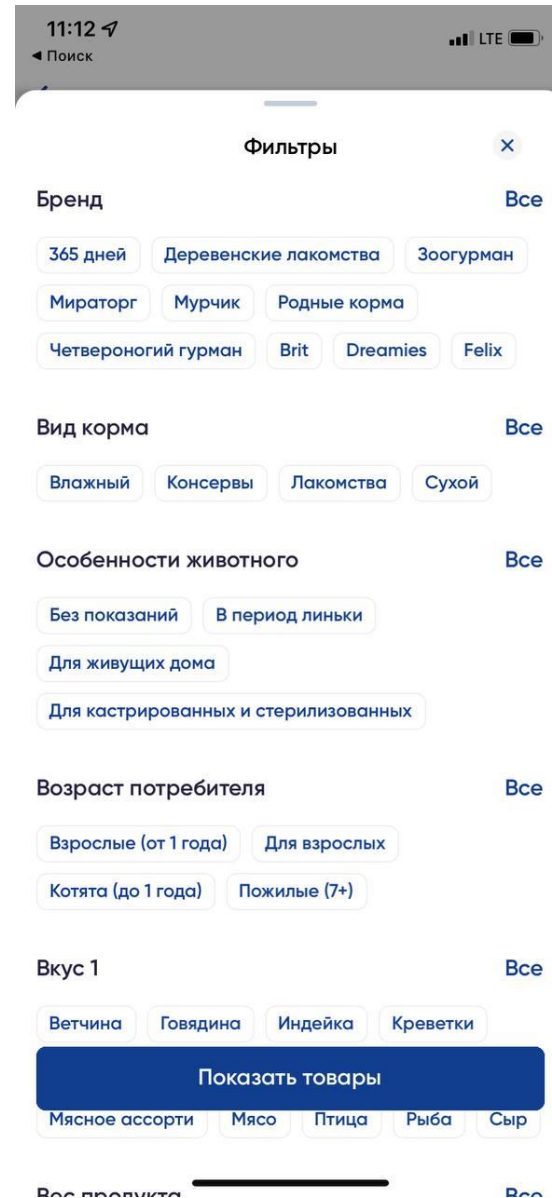 11:12
LTE
◀ Поиск
Фильтры
Бренд Все
365 дней Деревенские лакомства Зоогурман
Мираторг Мурчик Родные корма
Четвероногий гурман Brit Dreamies Felix
Вид корма Все
Влажный Консервы Лакомства Сухой
Особенности животного Все
Без показаний В период линьки
Для живущих дома
Для кастрированных и стерилизованных
Возраст потребителя Все
Взрослые (от 1 года) Для взрослых
Котята (до 1 года) Пожилые (7+)
Вкус 1 Все
Ветчина Говядина Индейка Креветки
Показать товары
Мясное ассорти Мясо Птица Рыба Сыр
Вес продукта Все